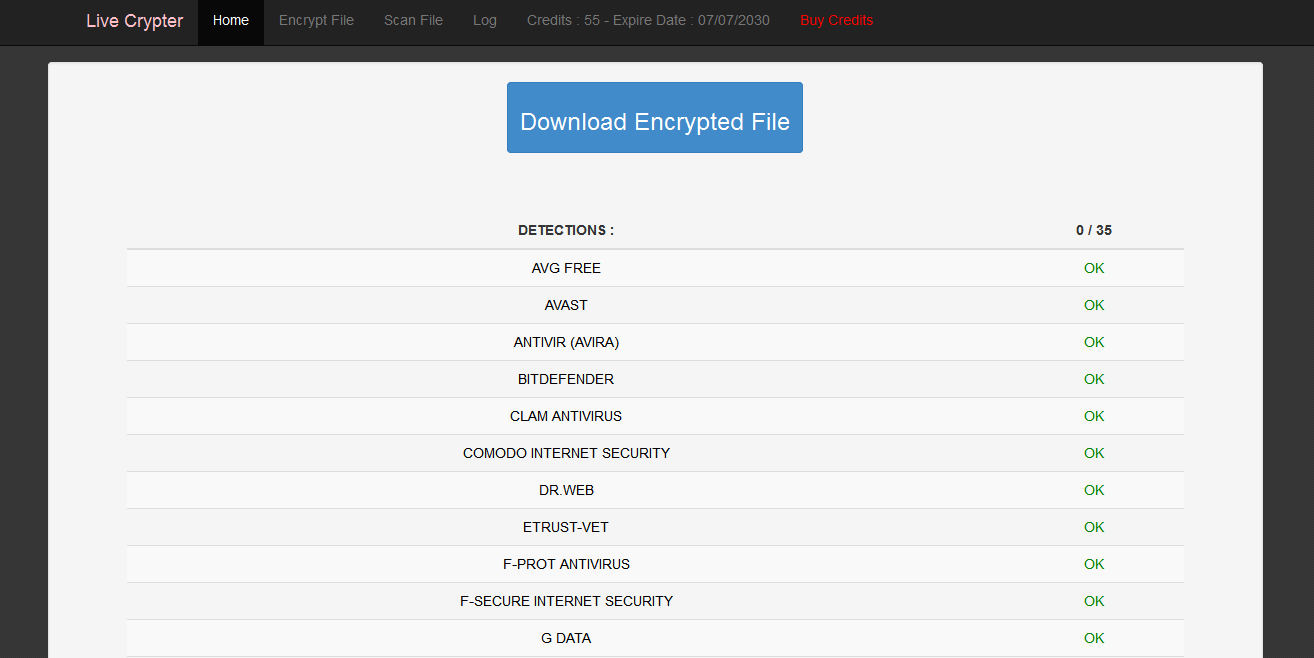 Live Crypter Home Encrypt File Scan File Log Credits : 55 - Expire Date : 07/07/2030 Buy Credits
Download Encrypted File
DETECTIONS : 0 / 35
AVG FREE OK
AVAST OK
ANTIVIR (AVIRA) OK
BITDEFENDER OK
CLAM ANTIVIRUS OK
COMODO INTERNET SECURITY OK
DR.WEB OK
ETRUST-VET OK
F-PROT ANTIVIRUS OK
F-SECURE INTERNET SECURITY OK
G DATA OK